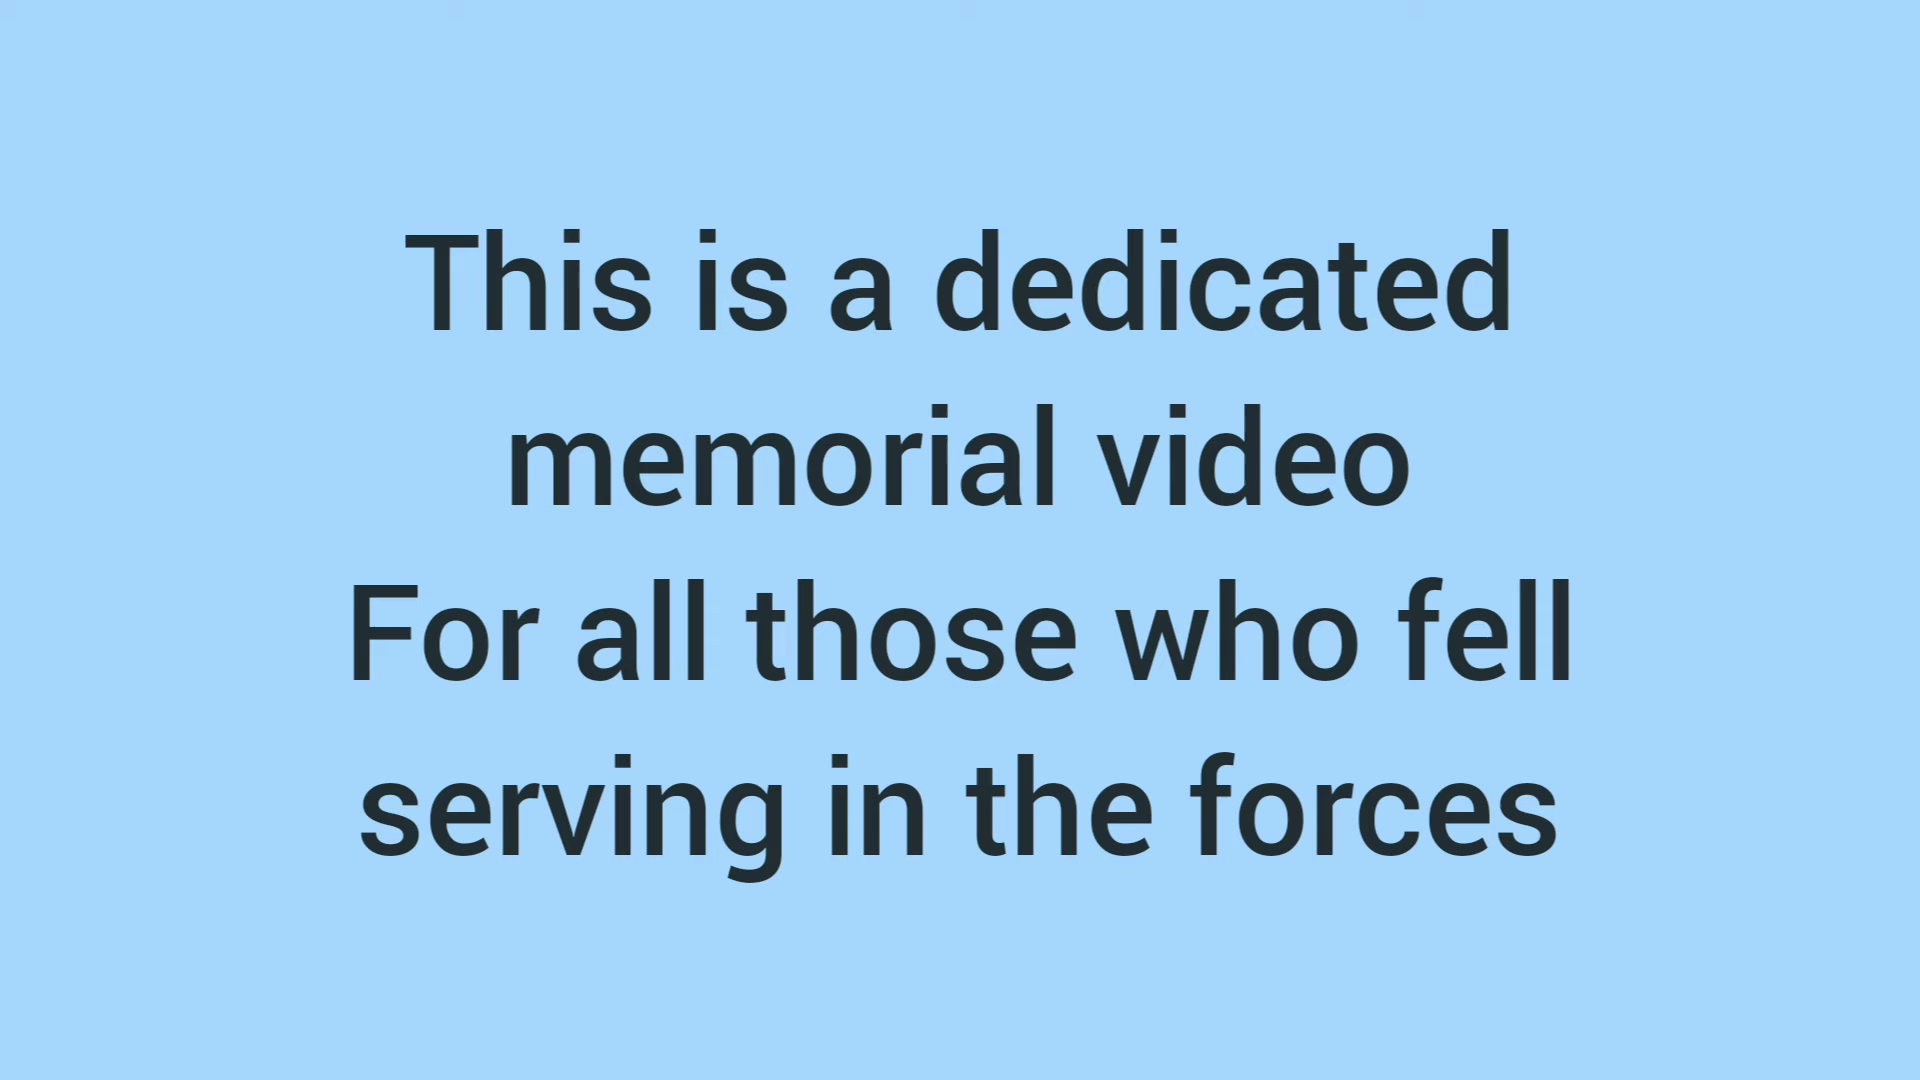 This is a dedicated
memorial video
For all those who fell
serving in the forces